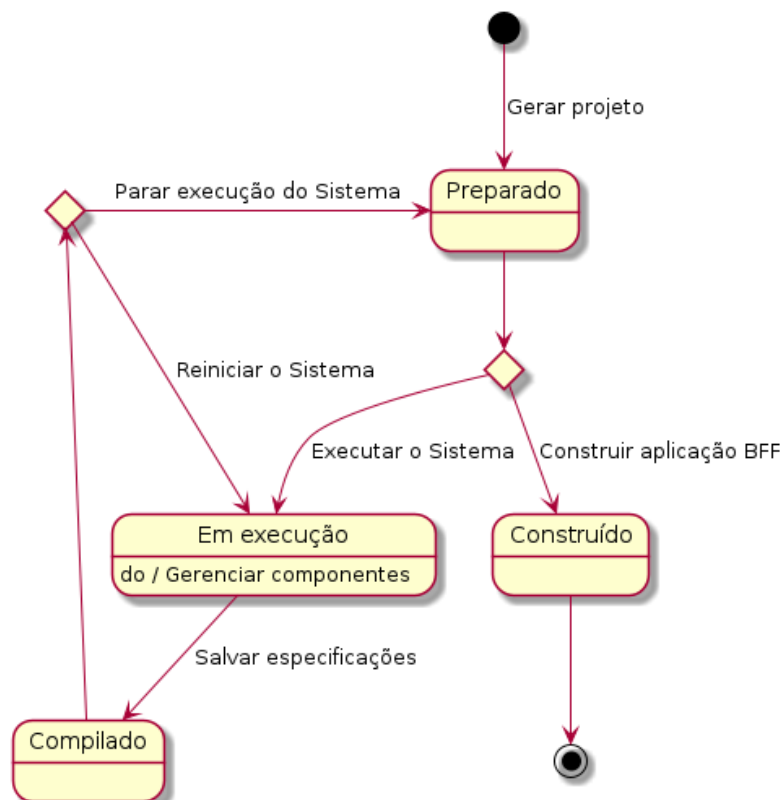 Gerar projeto
Parar execução do Sistema
Preparado
Reiniciar o Sistema
Executar o Sistema
Construir aplicação BFF
Em execução
do / Gerenciar componentes
Construído
Salvar especificações
Compilado